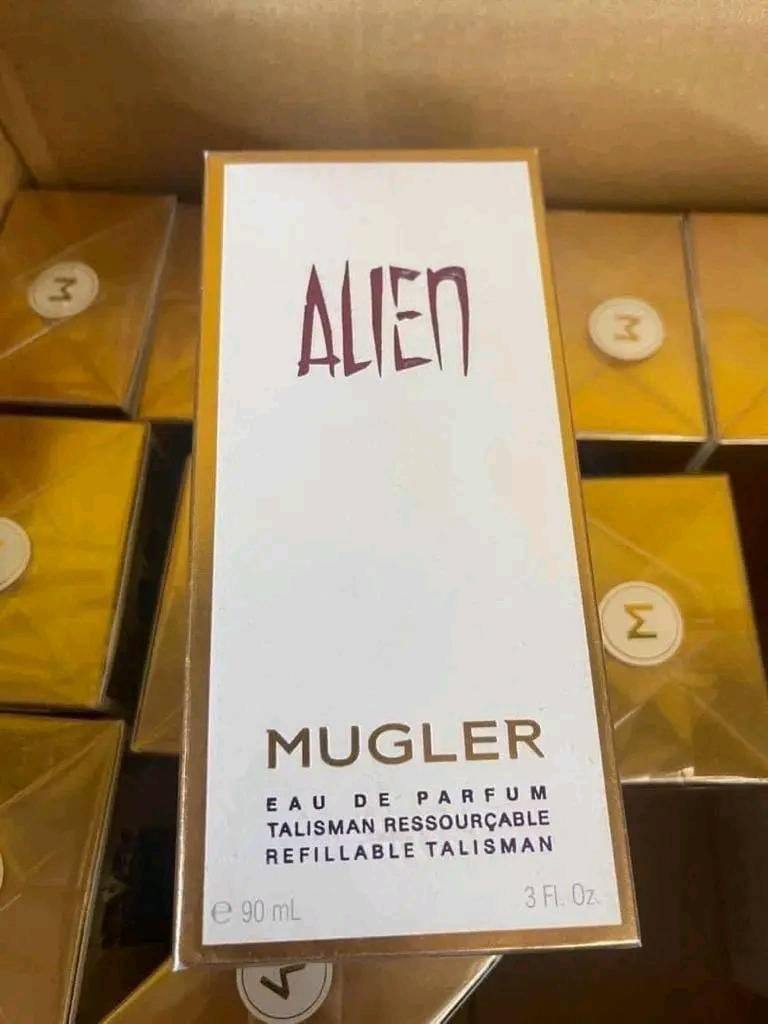 ALIEN
MUGLER
EAU DE PARFUM
TALISMAN RESSOURÇABLE
REFILLABLE TALISMAN
℮ 90 mL
3 Fl. Oz.
M
M
M
M